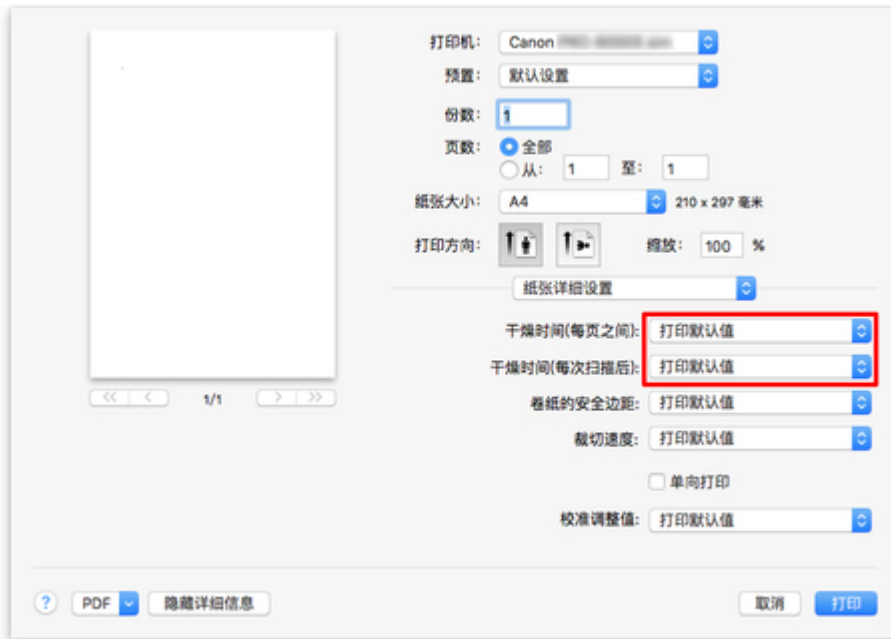 打印机: Canon
预置: 默认设置
份数: 1
页数: 全部
从: 1 至: 1
纸张大小: A4 210 x 297 毫米
打印方向: 缩放: 100 %
纸张详细设置
干燥时间(每页之间): 打印默认值
干燥时间(每次扫描后): 打印默认值
卷纸的安全边距: 打印默认值
裁切速度: 打印默认值
单向打印
校准调整值: 打印默认值
1/1
? PDF 隐藏详细信息 取消 打印